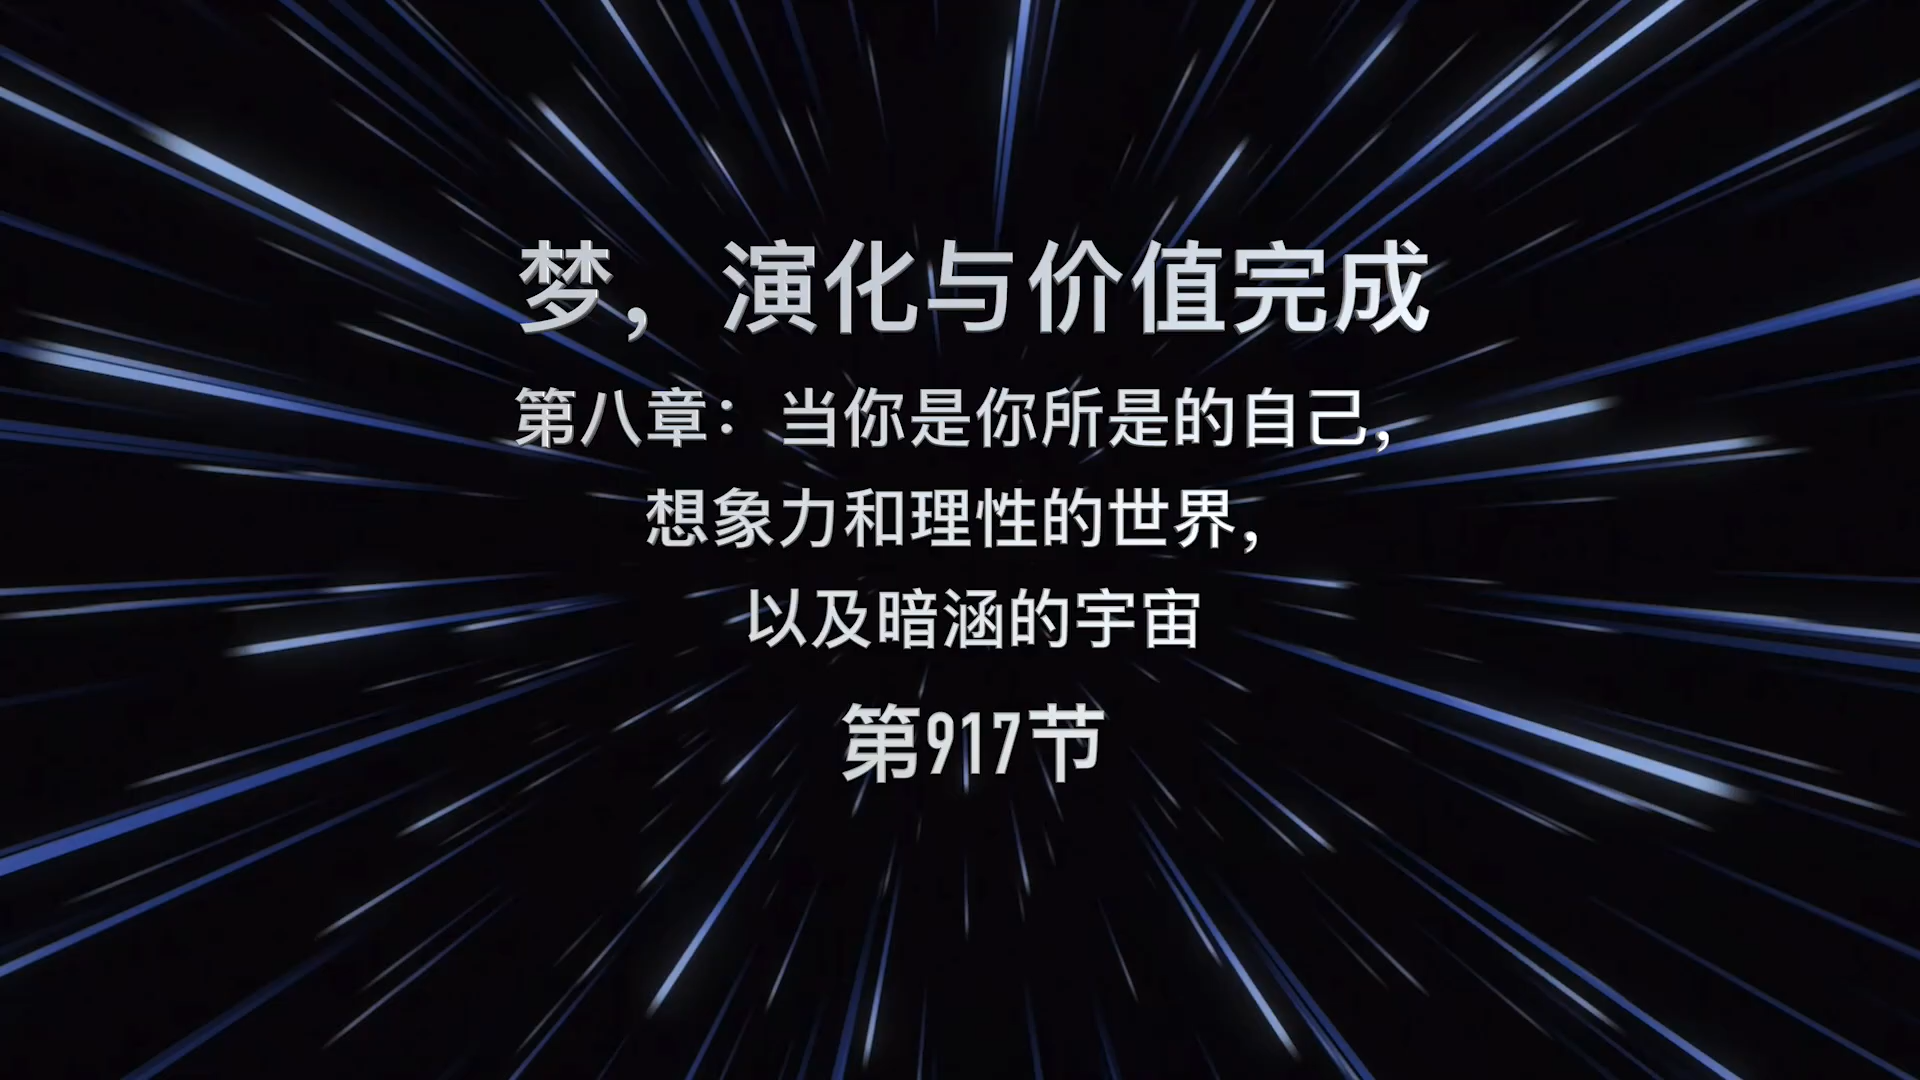 梦，演化与价值完成
第八章：当你是你所是的自己，
想象力和理性的世界，
以及暗涵的宇宙
第917节